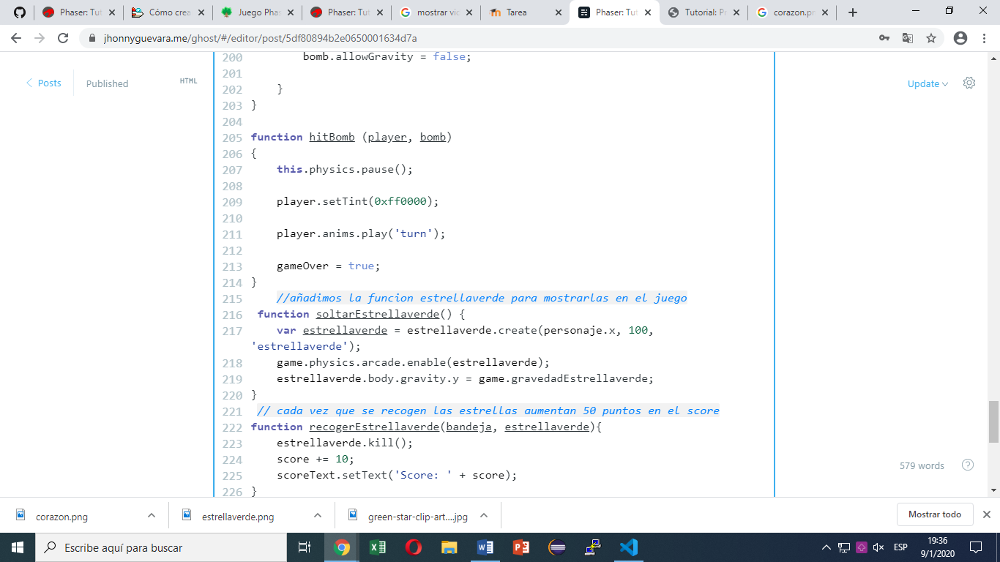 Phaser: Tut
Cómo crea
Juego Phas
Phaser: Tut
mostrar vid
Tarea
Phaser: Tut
Tutorial: P
corazon.pn
jhonnyguevara.me/ghost/#/editor/post/5df80894b2e0650001634d7a
Posts
Published
HTML
Update
200 bomb.allowGravity = false;
201
202 }
203 }
204
205 function hitBomb (player, bomb)
206 {
207 this.physics.pause();
208
209 player.setTint(0xff0000);
210
211 player.anims.play('turn');
212
213 gameOver = true;
214 }
215 //añadimos la funcion estrellaverde para mostrarlas en el juego
216 function soltarEstrellaverde() {
217 var estrellaverde = estrellaverde.create(personaje.x, 100,
'estrellaverde');
218 game.physics.arcade.enable(estrellaverde);
219 estrellaverde.body.gravity.y = game.gravedadEstrellaverde;
220 }
221 // cada vez que se recogen las estrellas aumentan 50 puntos en el score
222 function recogerEstrellaverde(bandeja, estrellaverde){
223 estrellaverde.kill();
224 score += 10;
225 scoreText.setText('Score: ' + score);
226 }
579 words
corazon.png
estrellaverde.png
green-star-clip-art....jpg
Mostrar todo
Escribe aquí para buscar
ESP
19:36
9/1/2020